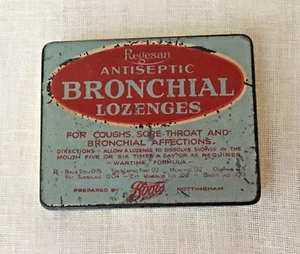 Regesan
ANTISEPTIC
BRONCHIAL
LOZENGES
FOR COUGHS, SORE THROAT AND
BRONCHIAL AFFECTIONS.
DIRECTIONS - ALLOW A LOZENGE TO DISSOLVE SLOWLY IN THE
MOUTH FIVE OR SIX TIMES A DAY OR AS REQUIRED
- WARTIME FORMULA -
PREPARED BY Boots NOTTINGHAM